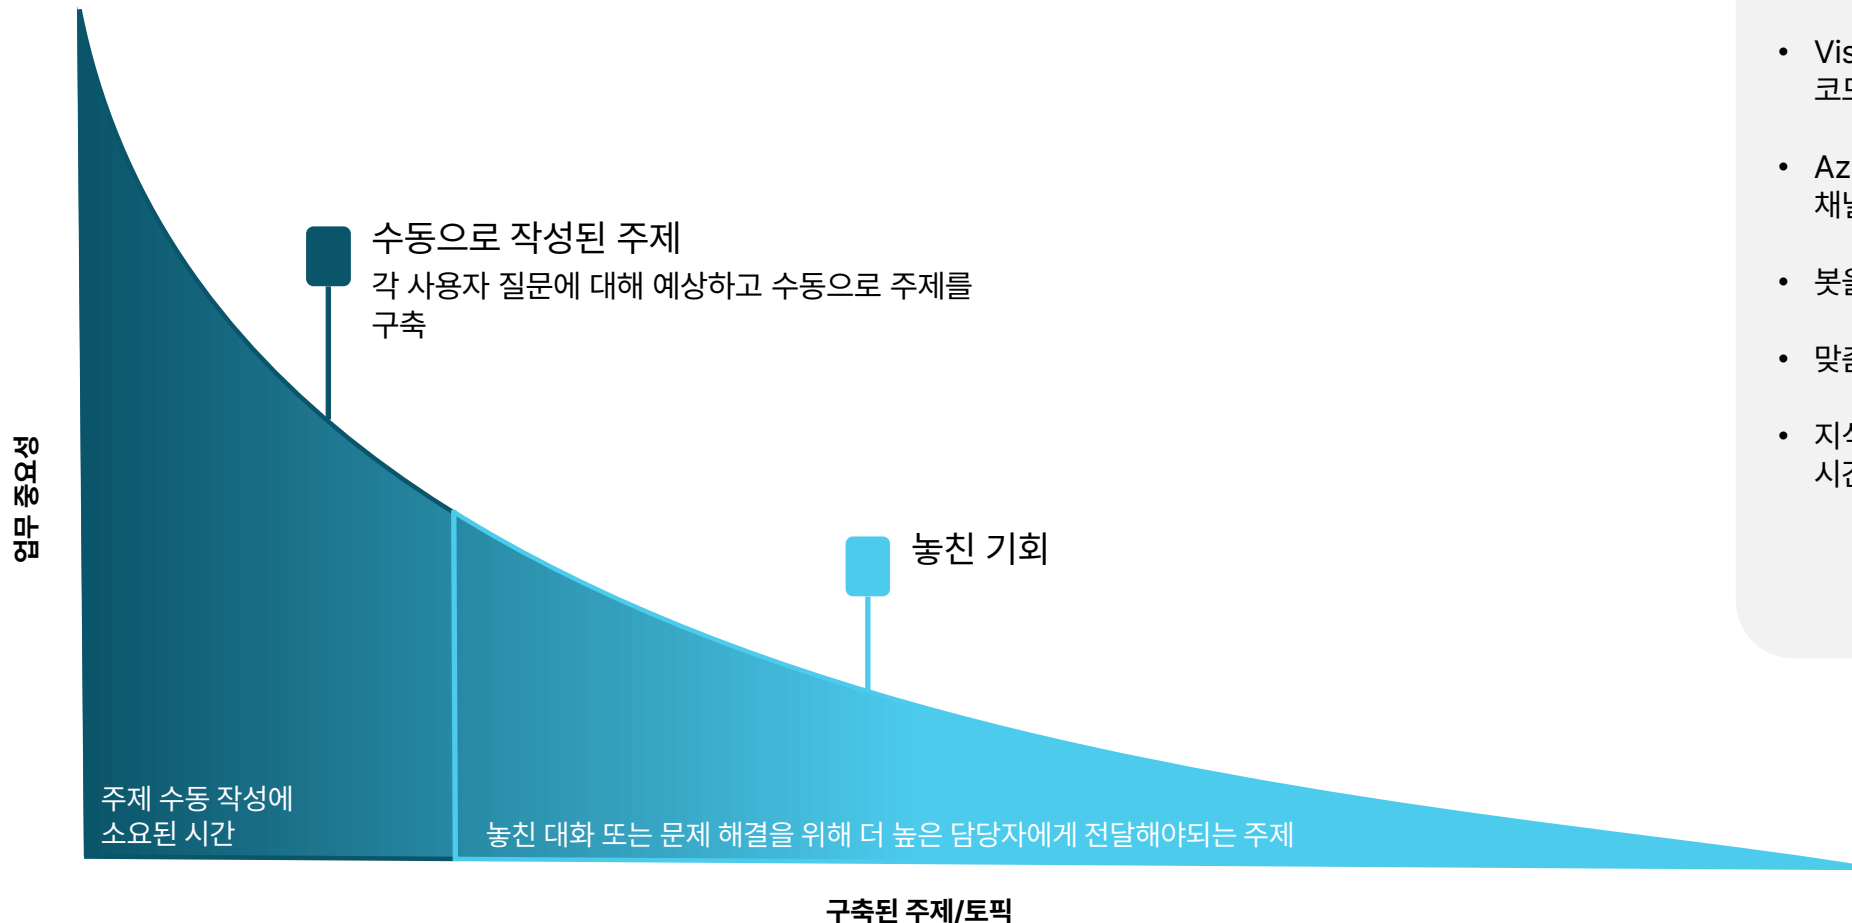 수동으로 작성된 주제
각 사용자 질문에 대해 예상하고 수동으로 주제를
구축
업무 중요성
놓친 기회
주제 수동 작성에
소요된 시간
놓친 대화 또는 문제 해결을 위해 더 높은 담당자에게 전달해야되는 주제
구축된 주제/토픽